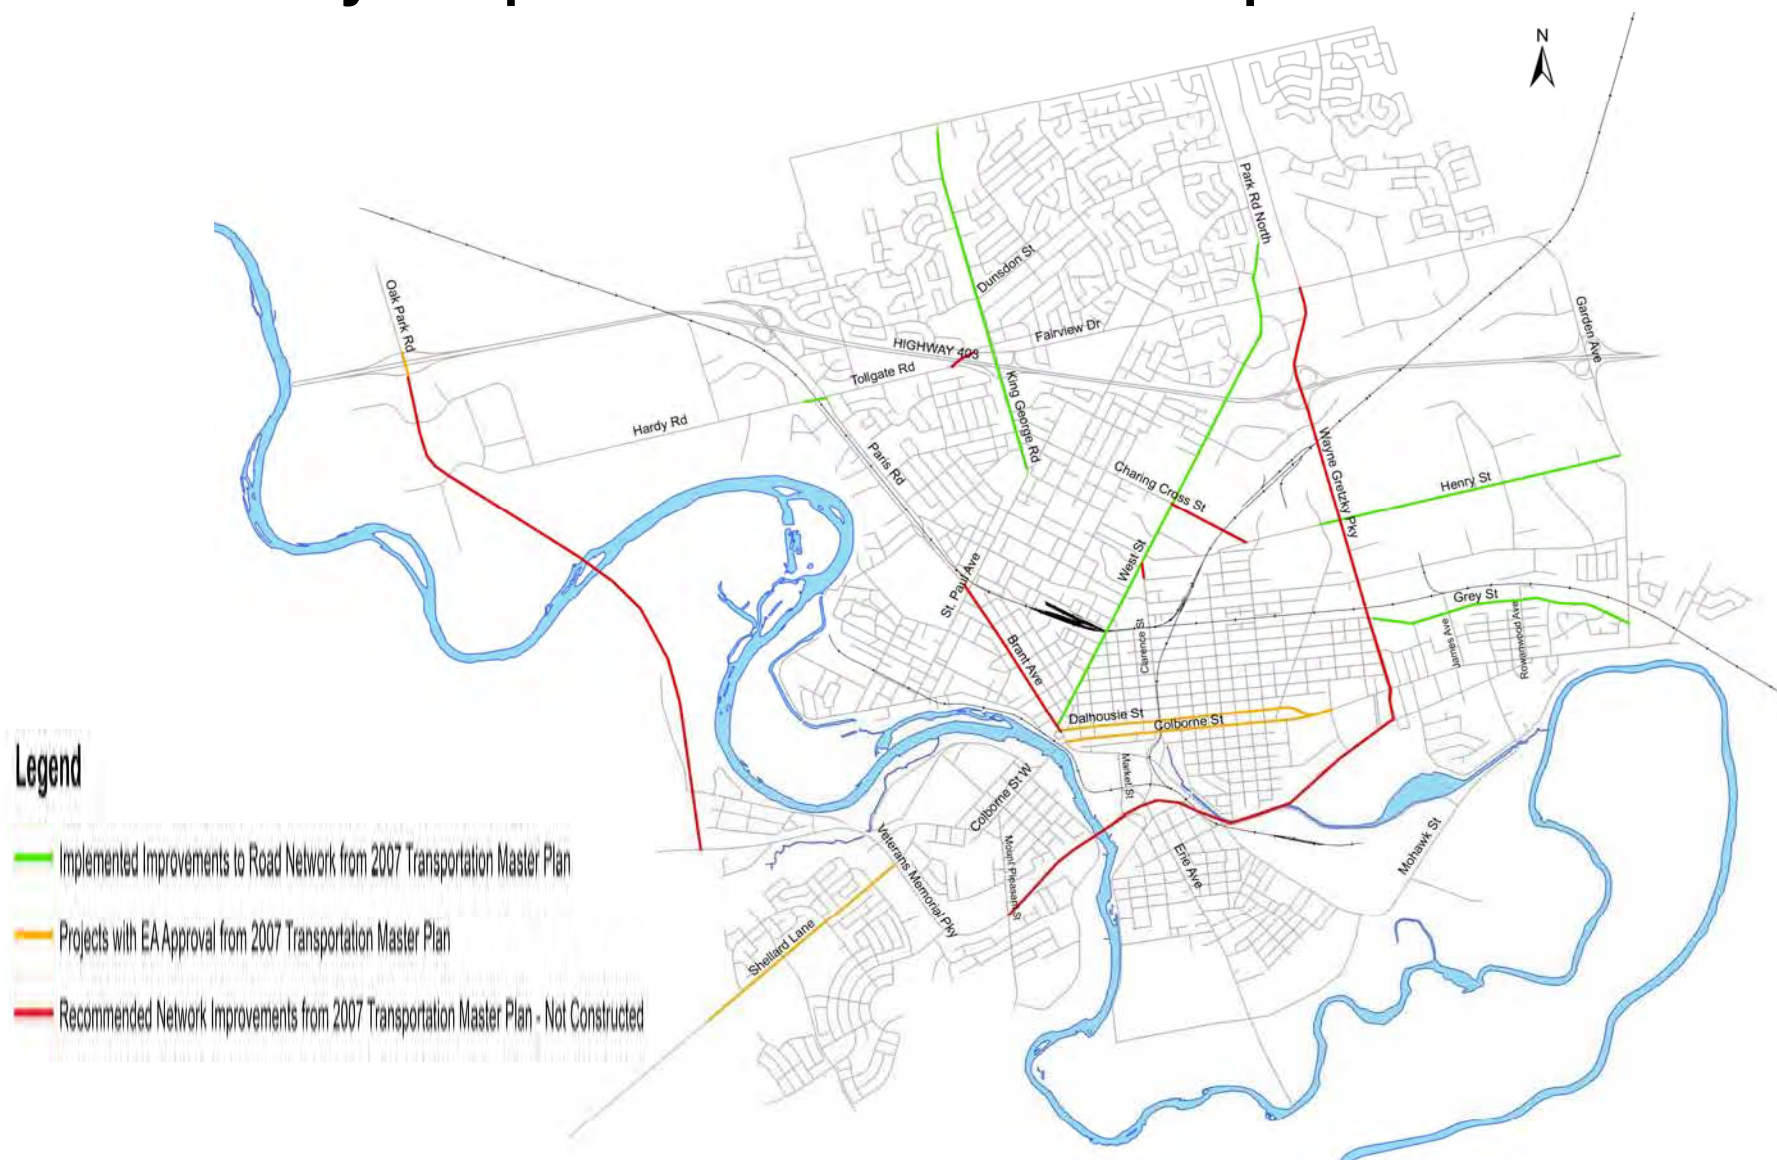 N
Park Rd North
Dunsdon St
Oak Park Rd
Garden Ave
Fairview Dr
HIGHWAY 403
Tollgate Rd
King George Rd
Hardy Rd
Paris Rd
Wayne Gretzky Pky
Charing Cross St
Henry St
West St
St. Paul Ave
Grey St
Brant Ave
Clarence St
James Ave
Rowanwood Ave
Dalhousie St
Colborne St
Legend
Market St
Colborne St W
Veterans Memorial Pky
Mount Pleasant St
Erie Ave
Mohawk St
Implemented Improvements to Road Network from 2007 Transportation Master Plan
Projects with EA Approval from 2007 Transportation Master Plan
Shellard Lane
Recommended Network Improvements from 2007 Transportation Master Plan - Not Constructed